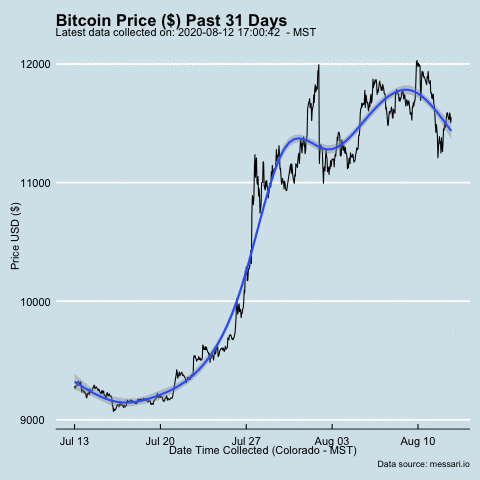 Bitcoin Price ($) Past 31 Days
Latest data collected on: 2020-08-12 17:00:42 - MST
12000
11000
10000
9000
Price USD ($)
Jul 13 Jul 20 Jul 27 Aug 03 Aug 10
Date Time Collected (Colorado - MST)
Data source: messari.io